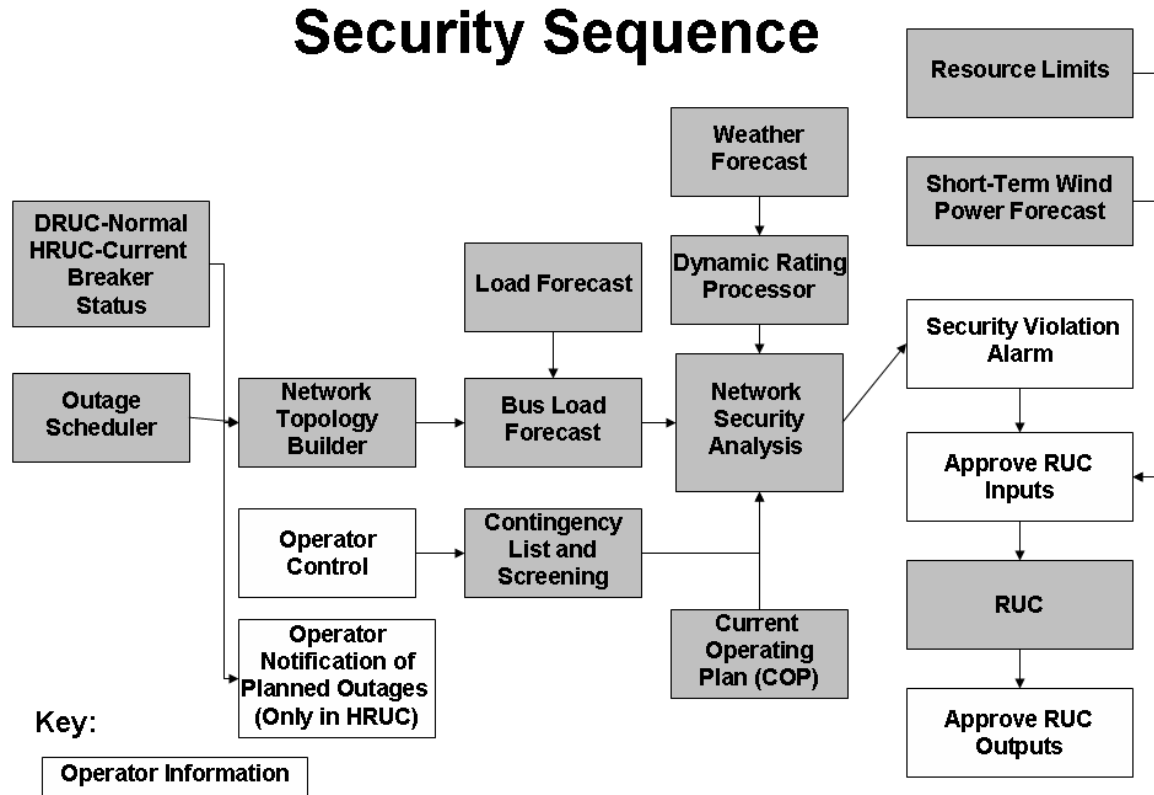 Security Sequence
Resource Limits
Weather
Forecast
Short-Term Wind
Power Forecast
DRUC-Normal
HRUC-Current
Breaker
Status
Load Forecast
Dynamic Rating
Processor
Security Violation
Alarm
Outage
Scheduler
Network
Topology
Builder
Bus Load
Forecast
Network
Security
Analysis
Approve RUC
Inputs
Operator
Control
Contingency
List and
Screening
RUC
Operator
Notification of
Planned Outages
(Only in HRUC)
Current
Operating
Plan (COP)
Approve RUC
Outputs
Key:
Operator Information